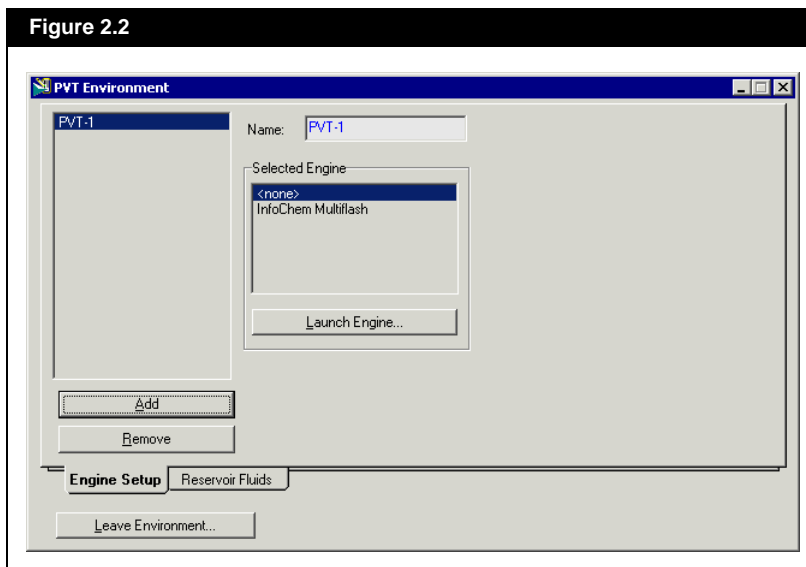 Figure 2.2
PVT Environment
PVT-1
Name: PVT-1
Selected Engine
<none>
InfoChem Multiflash
Launch Engine...
Add
Remove
Engine Setup Reservoir Fluids
Leave Environment...